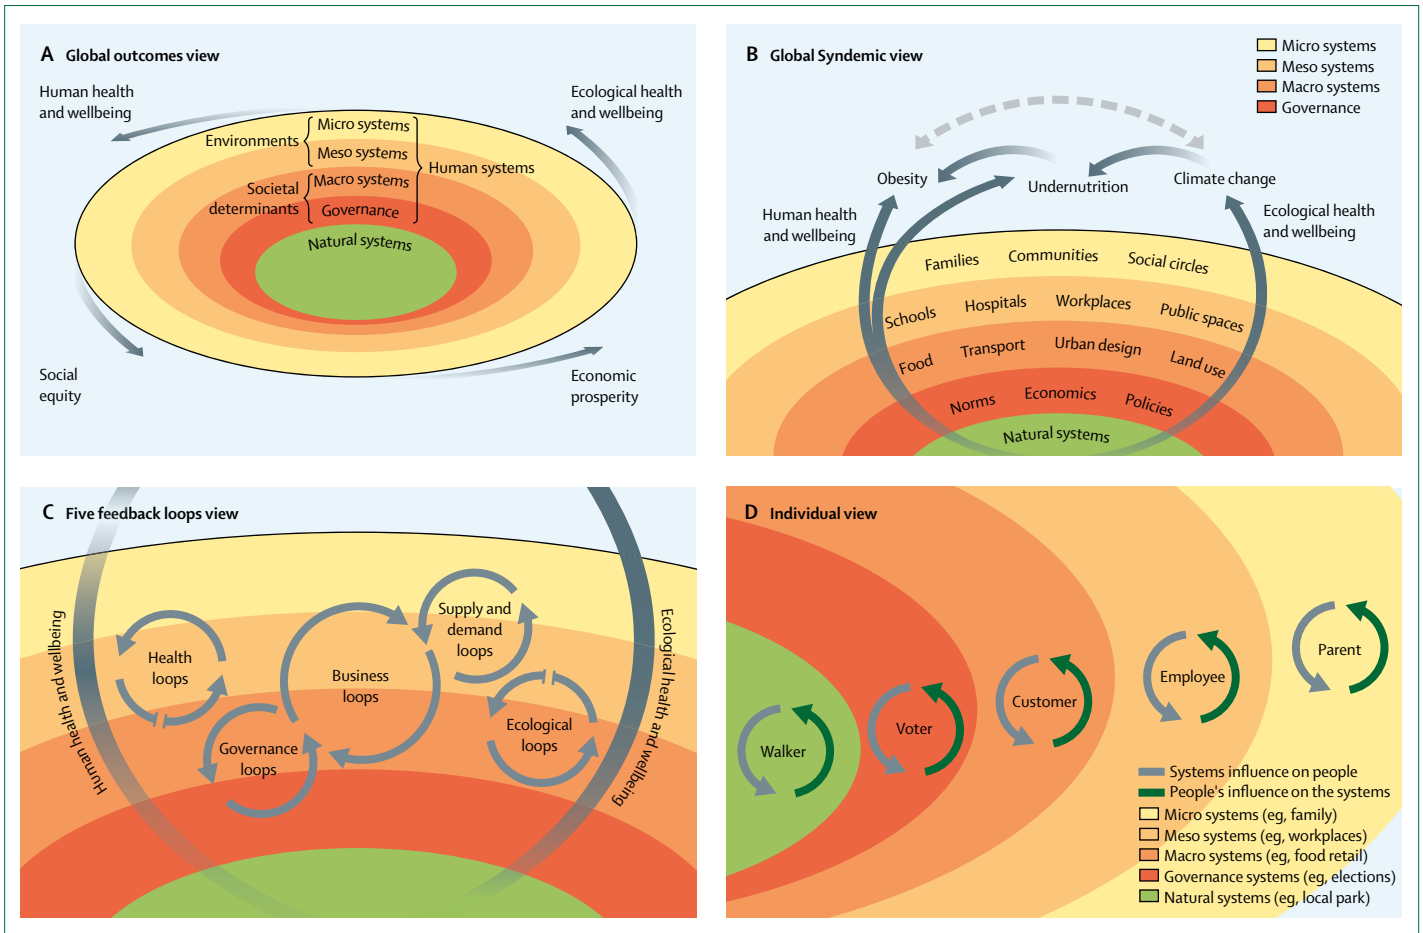 A Global outcomes view
Human health
and wellbeing
Ecological health
and wellbeing
Environments
Micro systems
Meso systems
Human systems
Societal
determinants
Macro systems
Governance
Natural systems
Social
equity
Economic
prosperity
B Global Syndemic view
Micro systems
Meso systems
Macro systems
Governance
Obesity
Undernutrition
Climate change
Human health
and wellbeing
Ecological health
and wellbeing
Families Communities Social circles
Schools Hospitals Workplaces Public spaces
Food Transport Urban design Land use
Norms Economics Policies
Natural systems
C Five feedback loops view
Human health and wellbeing
Ecological health and wellbeing
Health
loops
Governance
loops
Business
loops
Supply and
demand
loops
Ecological
loops
D Individual view
Walker
Voter
Customer
Employee
Parent
Systems influence on people
People's influence on the systems
Micro systems (eg, family)
Meso systems (eg, workplaces)
Macro systems (eg, food retail)
Governance systems (eg, elections)
Natural systems (eg, local park)